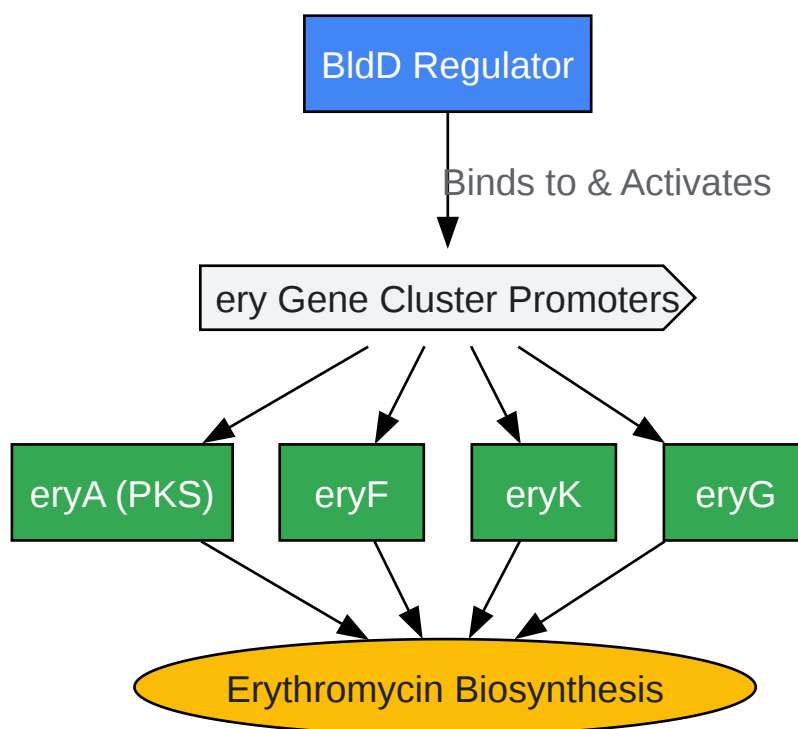 BldD Regulator
Binds to & Activates
ery Gene Cluster Promoters
eryA (PKS)
eryF
eryK
eryG
Erythromycin Biosynthesis